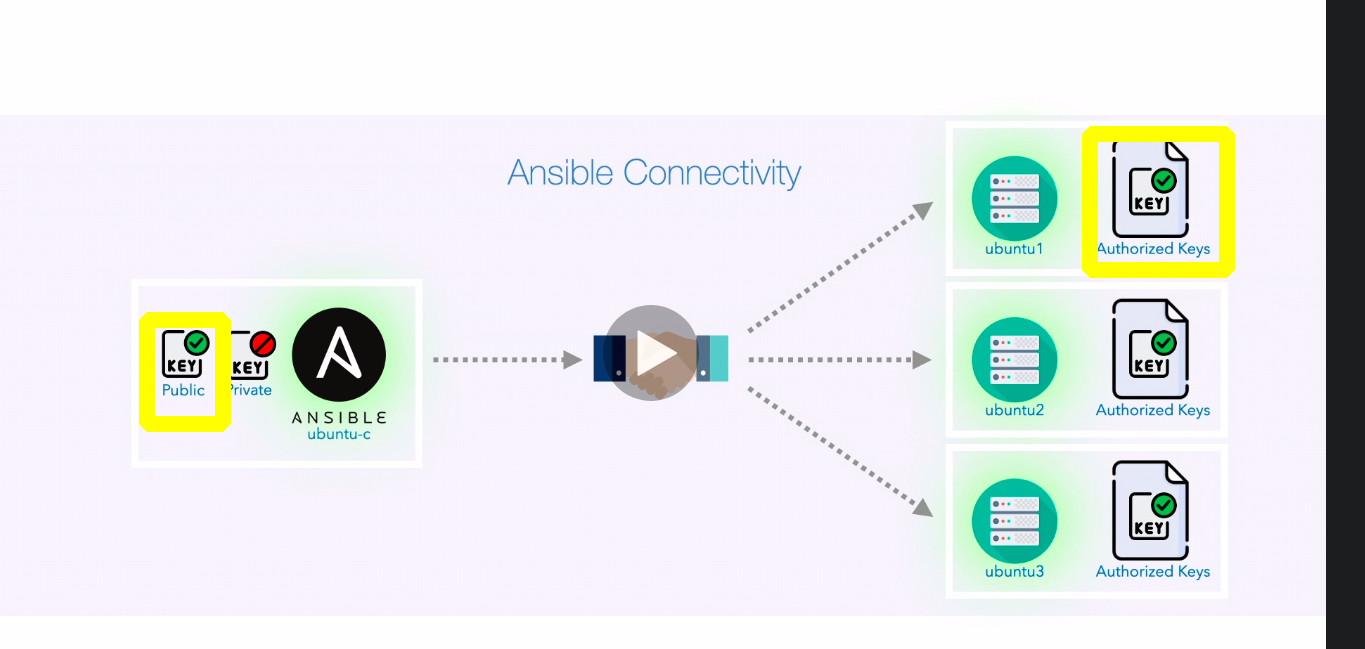 Ansible Connectivity
KEY
Public
KEY
Private
ANSIBLE
ubuntu-c
ubuntu1
KEY
Authorized Keys
ubuntu2
KEY
Authorized Keys
ubuntu3
KEY
Authorized Keys